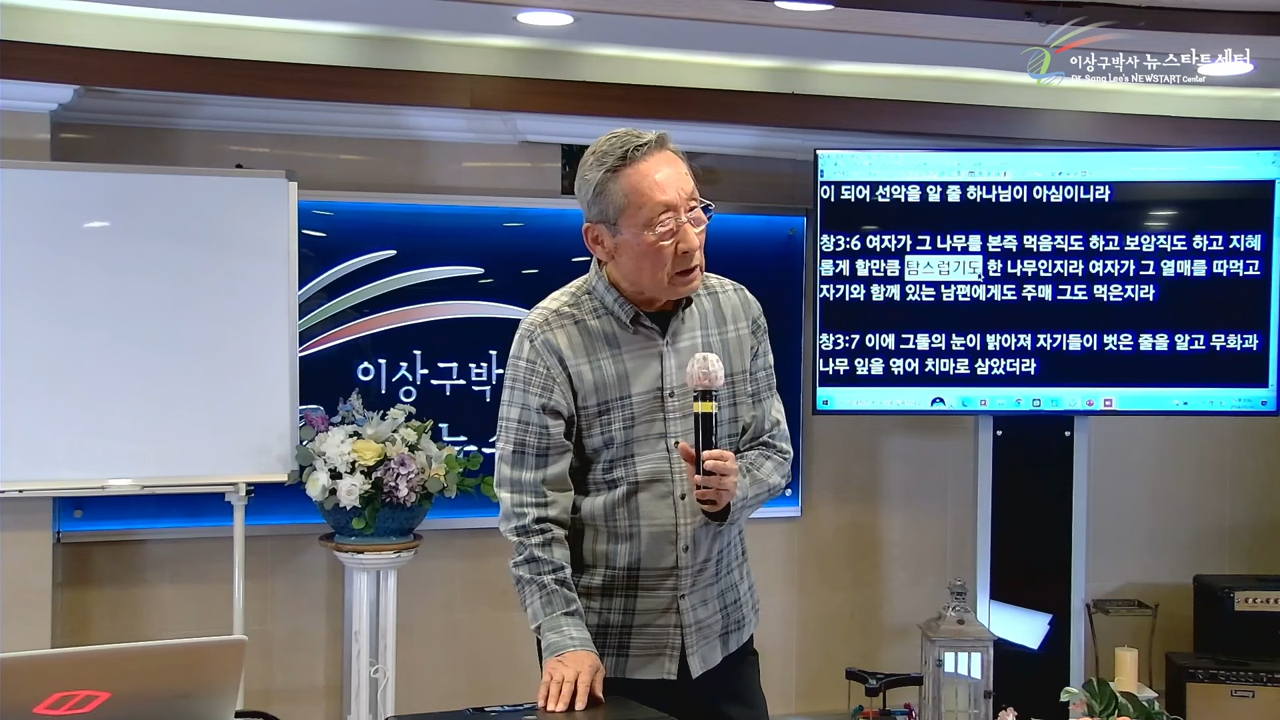 이상구박사 뉴스타트센터
Dr. Sang Lee's NEWSTART Center
이 되어 선악을 알 줄 하나님이 아심이니라
창3:6 여자가 그 나무를 본즉 먹음직도 하고 보암직도 하고 지혜
롭게 할만큼 탐스럽기도 한 나무인지라 여자가 그 열매를 따먹고
자기와 함께 있는 남편에게도 주매 그도 먹은지라
창3:7 이에 그들의 눈이 밝아져 자기들이 벗은 줄을 알고 무화과
나무 잎을 엮어 치마로 삼았더라
이상구박
뉴스